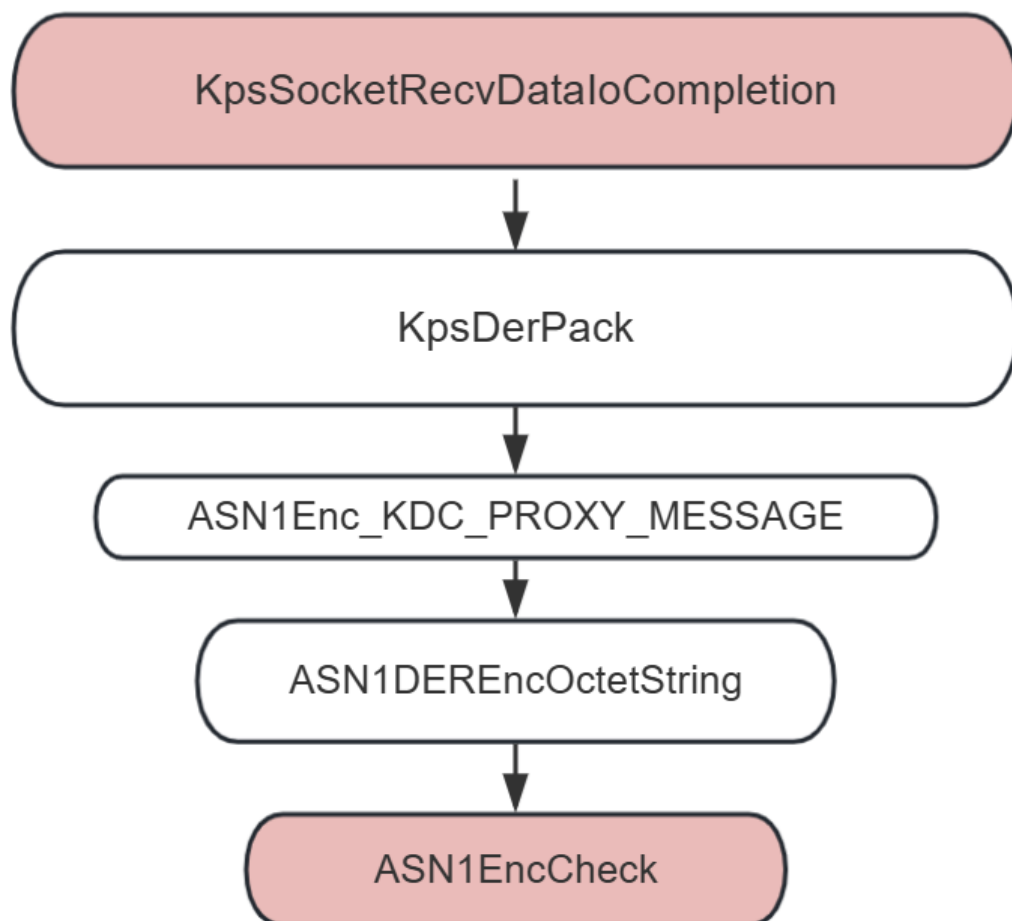 KpsSocketRecvDataIoCompletion
KpsDerPack
ASN1Enc_KDC_PROXY_MESSAGE
ASN1DEREncOctetString
ASN1EncCheck